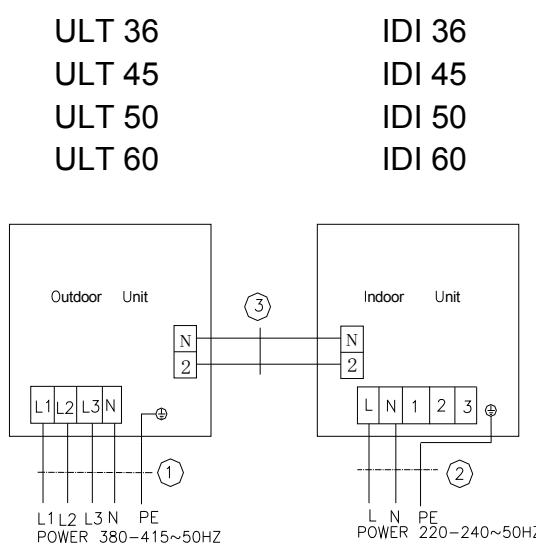 ULT 36 IDI 36
ULT 45 IDI 45
ULT 50 IDI 50
ULT 60 IDI 60
Outdoor Unit
3
Indoor Unit
N N
2 2
L1 L2 L3 N
L N 1 2 3
1
2
L1 L2 L3 N PE
POWER 380-415~50HZ
L N PE
POWER 220-240~50HZ